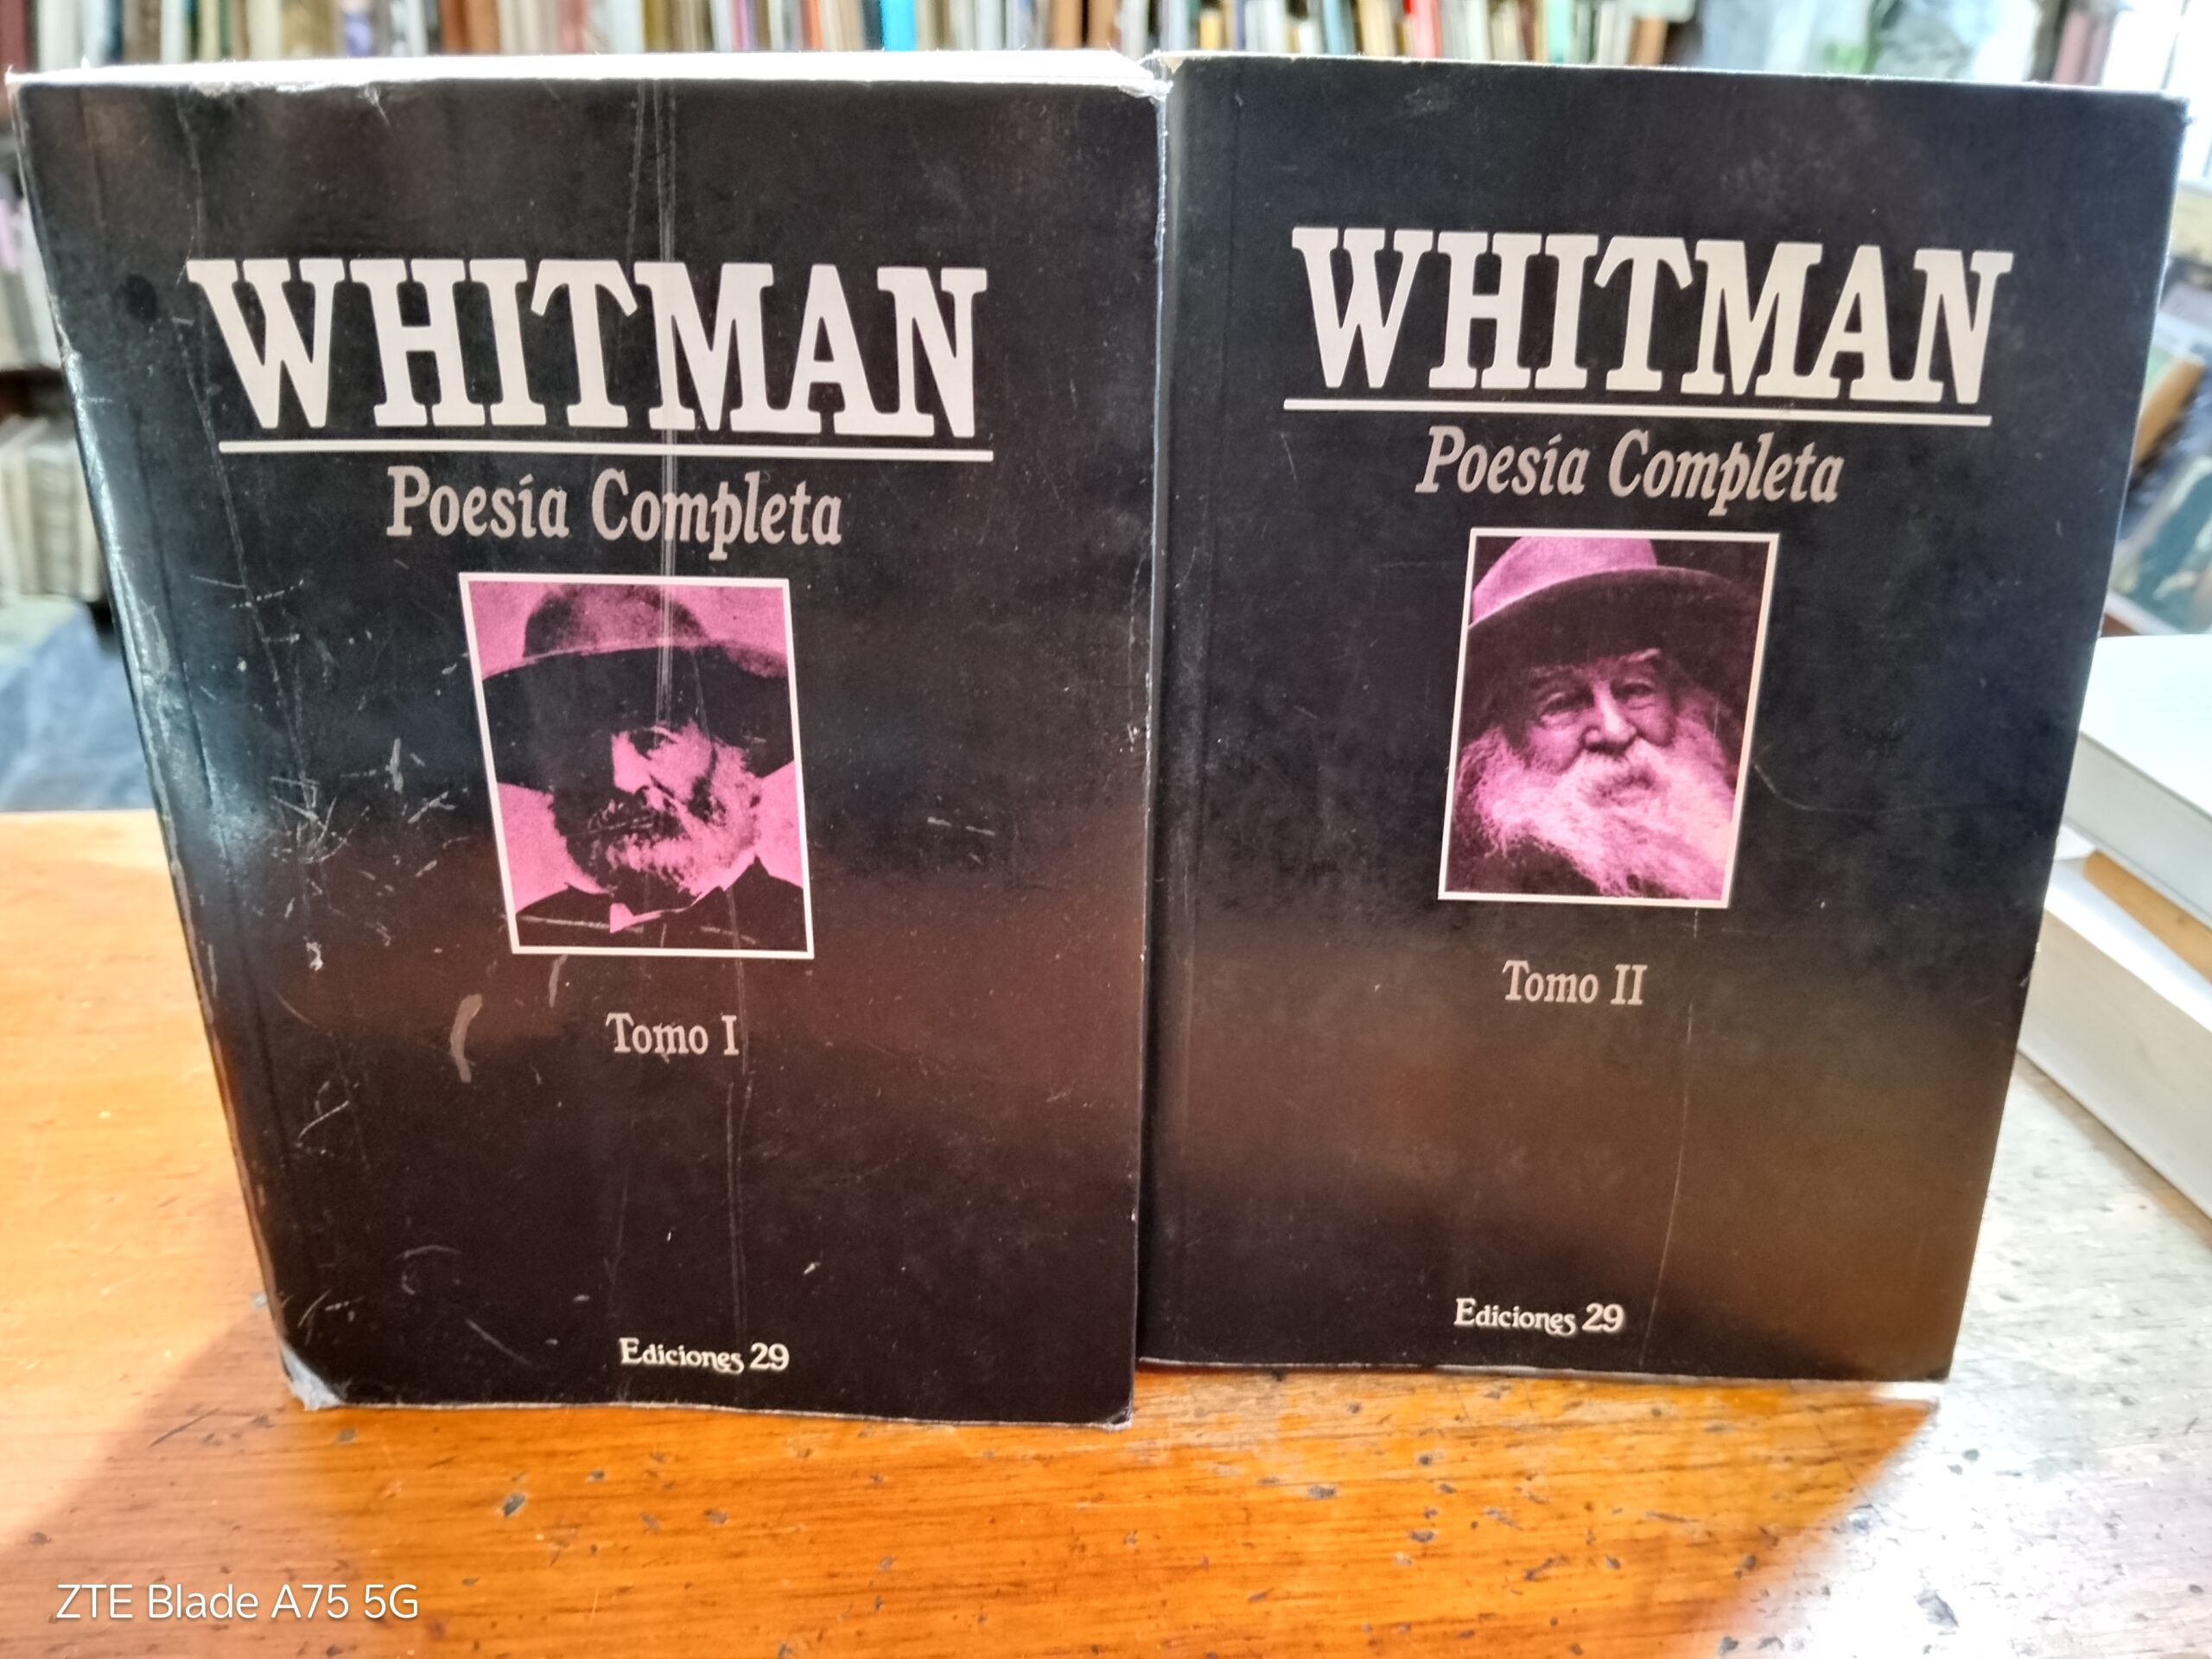 WHITMAN
Poesía Completa
Tomo I
Ediciones 29
WHITMAN
Poesía Completa
Tomo II
Ediciones 29
ZTE Blade A75 5G